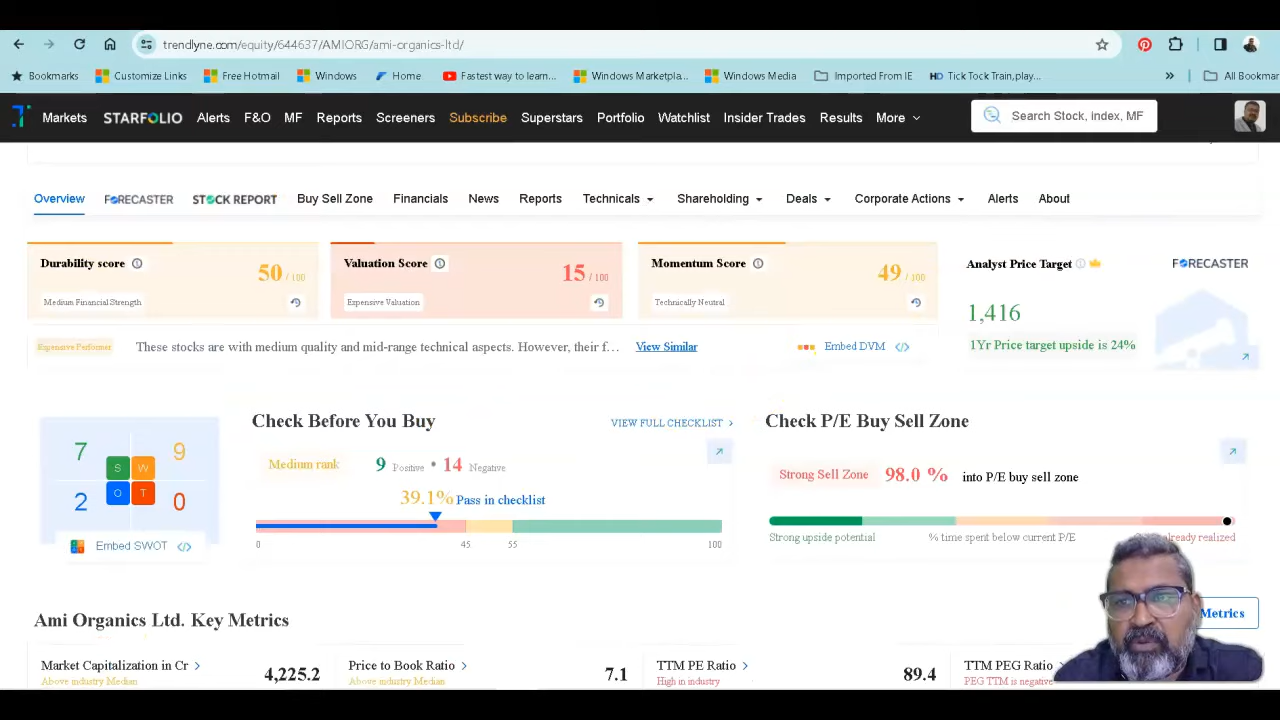 trendlyne.com/equity/644637/AMIORG/ami-organics-ltd/
Bookmarks Customize Links Free Hotmail Windows Home Fastest way to learn... Windows Marketpla... Windows Media Imported From IE HD Tick Tock Train,play... » All Bookmar
Markets STARFOLIO Alerts F&O MF Reports Screeners Subscribe Superstars Portfolio Watchlist Insider Trades Results More Search Stock, index, MF
Overview FORECASTER STOCK REPORT Buy Sell Zone Financials News Reports Technicals Shareholding Deals Corporate Actions Alerts About
Durability score 50 / 100
Medium Financial Strength
Valuation Score 15 / 100
Expensive Valuation
Momentum Score 49 / 100
Technically Neutral
Analyst Price Target FORECASTER
1,416
1Yr Price target upside is 24%
Expensive Performer These stocks are with medium quality and mid-range technical aspects. However, their f... View Similar Embed DVM
7 S W 9
2 O T 0
Embed SWOT
Check Before You Buy VIEW FULL CHECKLIST
Medium rank 9 Positive • 14 Negative
39.1% Pass in checklist
0 45 55 100
Check P/E Buy Sell Zone
Strong Sell Zone 98.0 % into P/E buy sell zone
Strong upside potential % time spent below current P/E already realized
Ami Organics Ltd. Key Metrics Metrics
Market Capitalization in Cr 4,225.2
Above industry Median
Price to Book Ratio 7.1
Above industry Median
TTM PE Ratio 89.4
High in industry
TTM PEG Ratio
PEG TTM is negative